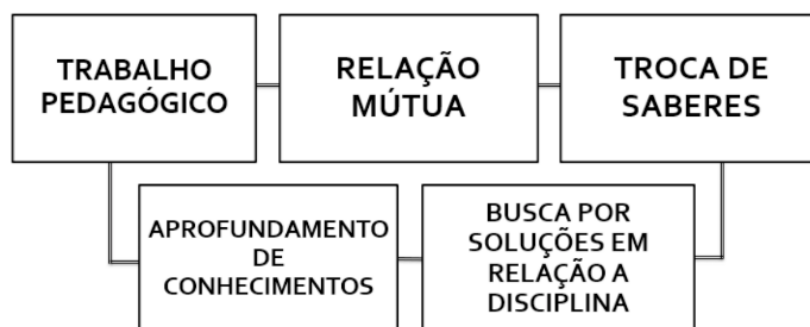 TRABALHO
PEDAGÓGICO
RELAÇÃO
MÚTUA
TROCA DE
SABERES
APROFUNDAMENTO
DE
CONHECIMENTOS
BUSCA POR
SOLUÇÕES EM
RELAÇÃO A
DISCIPLINA